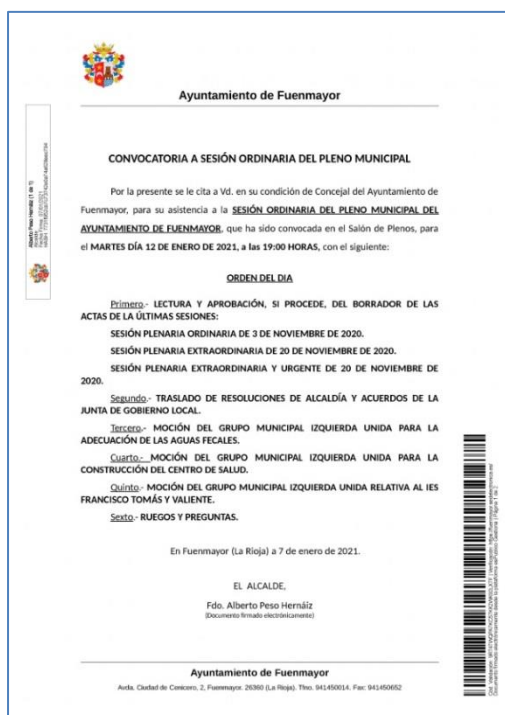 Ayuntamiento de Fuenmayor
CONVOCATORIA A SESIÓN ORDINARIA DEL PLENO MUNICIPAL
Por la presente se le cita a Vd. en su condición de Concejal del Ayuntamiento de
Fuenmayor, para su asistencia a la SESIÓN ORDINARIA DEL PLENO MUNICIPAL DEL
AYUNTAMIENTO DE FUENMAYOR, que ha sido convocada en el Salón de Plenos, para
el MARTES DÍA 12 DE ENERO DE 2021, a las 19:00 HORAS, con el siguiente:
ORDEN DEL DIA
Primero.- LECTURA Y APROBACIÓN, SI PROCEDE, DEL BORRADOR DE LAS
ACTAS DE LA ÚLTIMAS SESIONES:
SESIÓN PLENARIA ORDINARIA DE 3 DE NOVIEMBRE DE 2020.
SESIÓN PLENARIA EXTRAORDINARIA DE 20 DE NOVIEMBRE DE 2020.
SESIÓN PLENARIA EXTRAORDINARIA Y URGENTE DE 20 DE NOVIEMBRE DE
2020.
Segundo.- TRASLADO DE RESOLUCIONES DE ALCALDÍA Y ACUERDOS DE LA
JUNTA DE GOBIERNO LOCAL.
Tercero.- MOCIÓN DEL GRUPO MUNICIPAL IZQUIERDA UNIDA PARA LA
ADECUACIÓN DE LAS AGUAS FECALES.
Cuarto.- MOCIÓN DEL GRUPO MUNICIPAL IZQUIERDA UNIDA PARA LA
CONSTRUCCIÓN DEL CENTRO DE SALUD.
Quinto.- MOCIÓN DEL GRUPO MUNICIPAL IZQUIERDA UNIDA RELATIVA AL IES
FRANCISCO TOMÁS Y VALIENTE.
Sexto.- RUEGOS Y PREGUNTAS.
En Fuenmayor (La Rioja) a 7 de enero de 2021.
EL ALCALDE,
Fdo. Alberto Peso Hernáiz
(Documento firmado electrónicamente)
Ayuntamiento de Fuenmayor
Avda. Ciudad de Cenicero, 2, Fuenmayor. 26360 (La Rioja). Tfno. 941450014. Fax: 941450652
Alberto Peso Hernáiz (1 de 1)